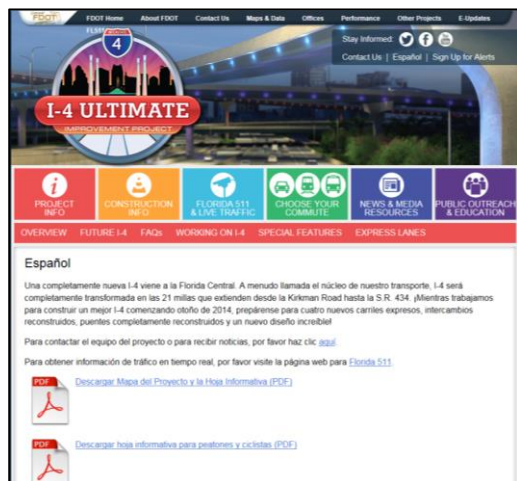 FDOT
FDOT Home About FDOT Contact Us Maps & Data Offices Performance Other Projects E-Updates
Stay Informed:
Contact Us | Español | Sign Up for Alerts
4
I-4 ULTIMATE
IMPROVEMENT PROJECT
PROJECT INFO
CONSTRUCTION INFO
FLORIDA 511 & LIVE TRAFFIC
CHOOSE YOUR COMMUTE
NEWS & MEDIA RESOURCES
PUBLIC OUTREACH & EDUCATION
OVERVIEW FUTURE I-4 FAQs WORKING ON I-4 SPECIAL FEATURES EXPRESS LANES
Español
Una completamente nueva I-4 viene a la Florida Central. A menudo llamada el núcleo de nuestro transporte, I-4 será
completamente transformada en las 21 millas que extienden desde la Kirkman Road hasta la S.R. 434. ¡Mientras trabajamos
para construir un mejor I-4 comenzando otoño de 2014, prepárense para cuatro nuevos carriles expresos, intercambios
reconstruidos, puentes completamente reconstruidos y un nuevo diseño increíble!
Para contactar el equipo del proyecto o para recibir noticias, por favor haz clic aquí.
Para obtener información de tráfico en tiempo real, por favor visite la página web para Florida 511.
PDF
Descargar Mapa del Proyecto y la Hoja Informativa (PDF)
PDF
Descargar hoja informativa para peatones y ciclistas (PDF)